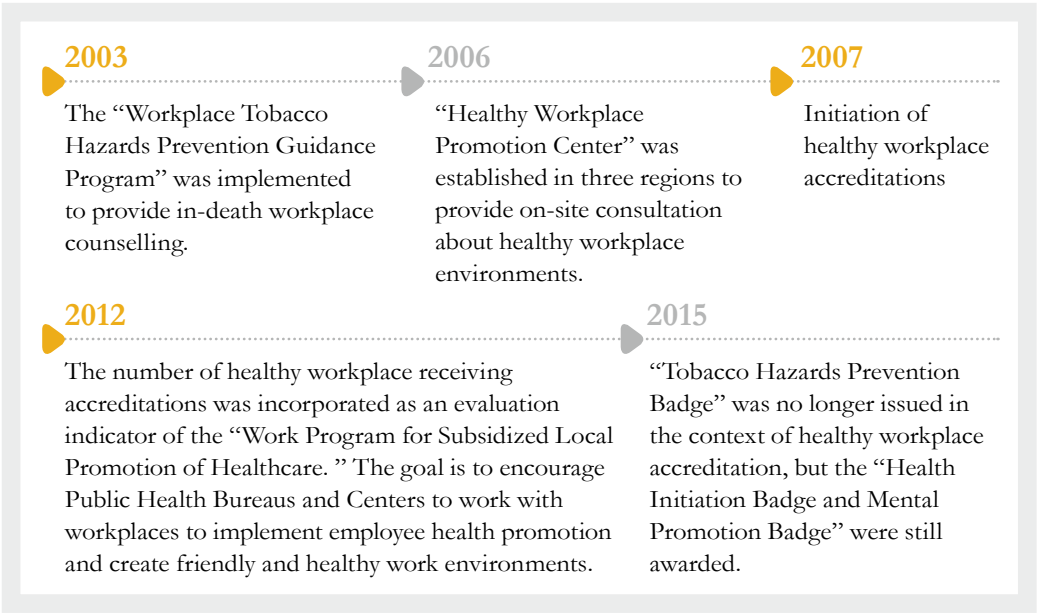 2003
The “Workplace Tobacco
Hazards Prevention Guidance
Program” was implemented
to provide in-death workplace
counselling.
2006
“Healthy Workplace
Promotion Center” was
established in three regions to
provide on-site consultation
about healthy workplace
environments.
2007
Initiation of
healthy workplace
accreditations
2012
The number of healthy workplace receiving
accreditations was incorporated as an evaluation
indicator of the “Work Program for Subsidized Local
Promotion of Healthcare. ” The goal is to encourage
Public Health Bureaus and Centers to work with
workplaces to implement employee health promotion
and create friendly and healthy work environments.
2015
“Tobacco Hazards Prevention
Badge” was no longer issued in
the context of healthy workplace
accreditation, but the “Health
Initiation Badge and Mental
Promotion Badge” were still
awarded.